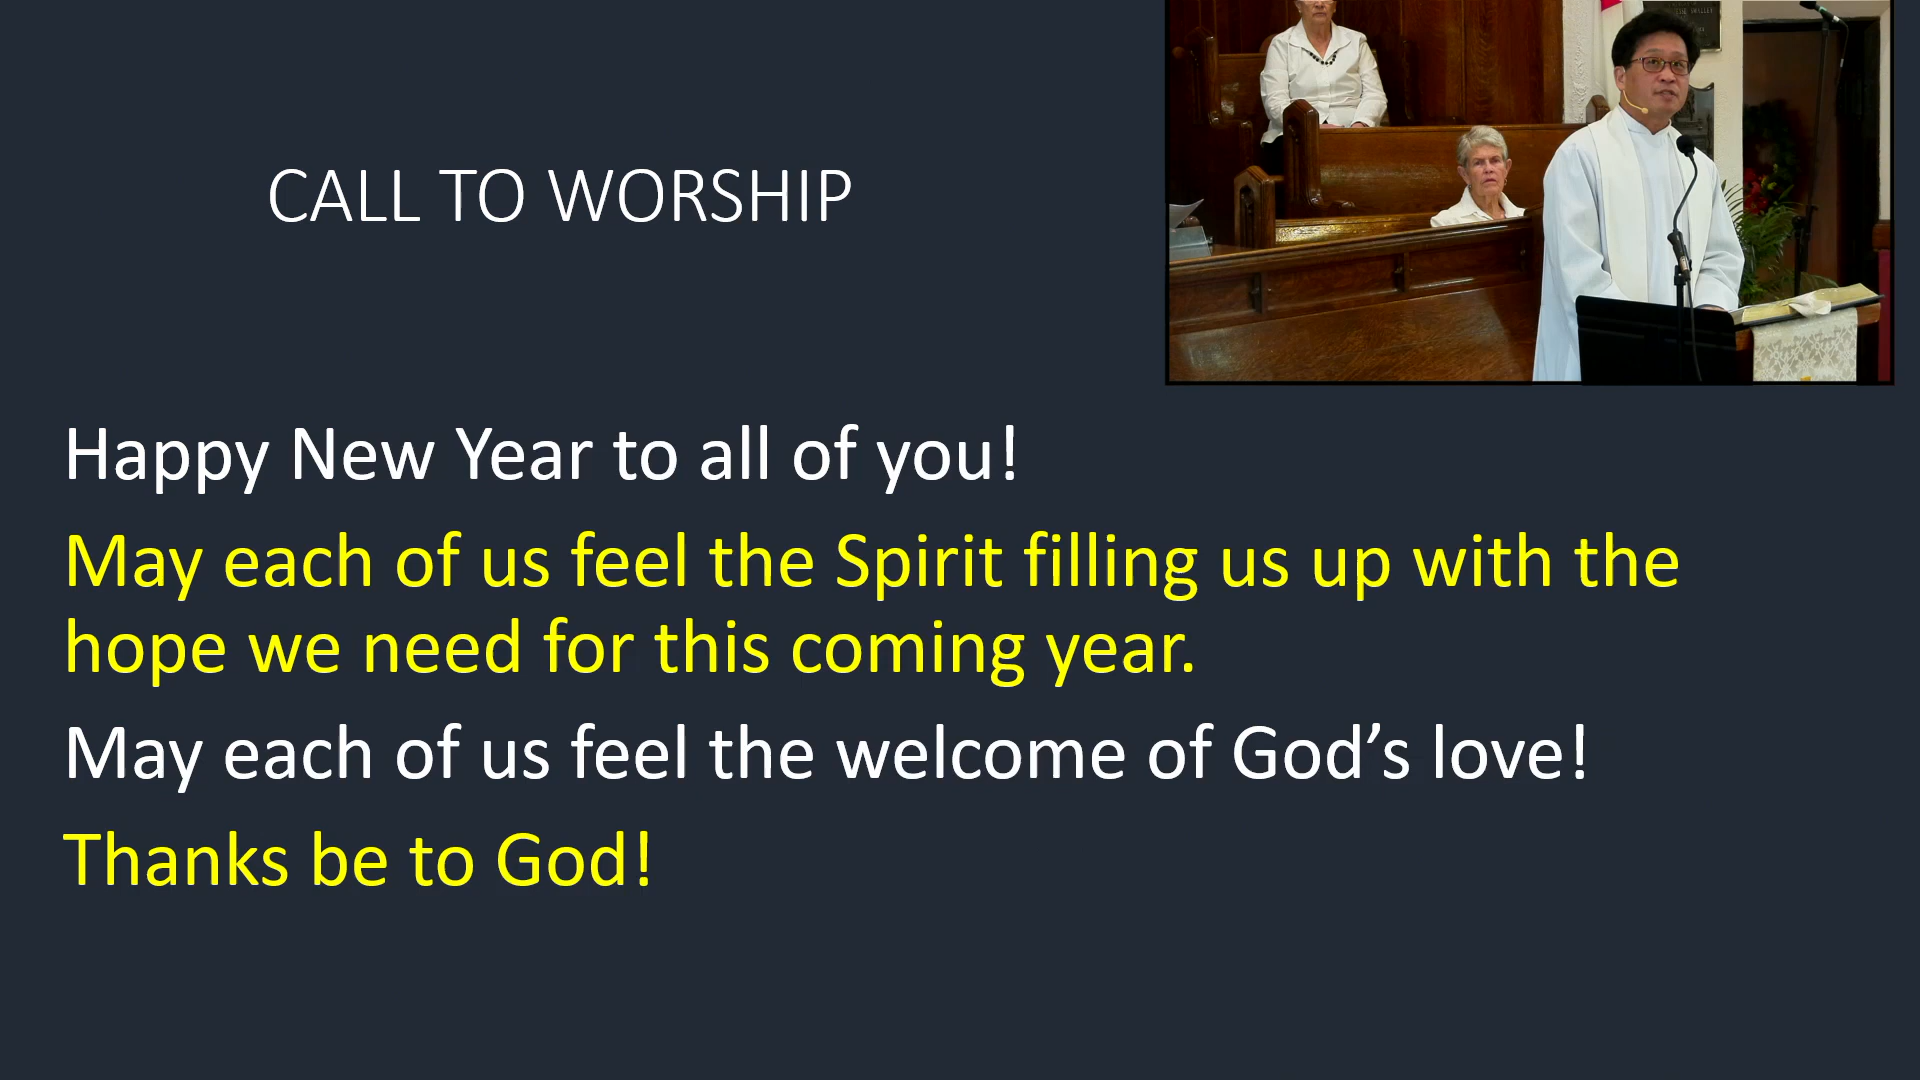 CALL TO WORSHIP
Happy New Year to all of you!
May each of us feel the Spirit filling us up with the
hope we need for this coming year.
May each of us feel the welcome of God’s love!
Thanks be to God!